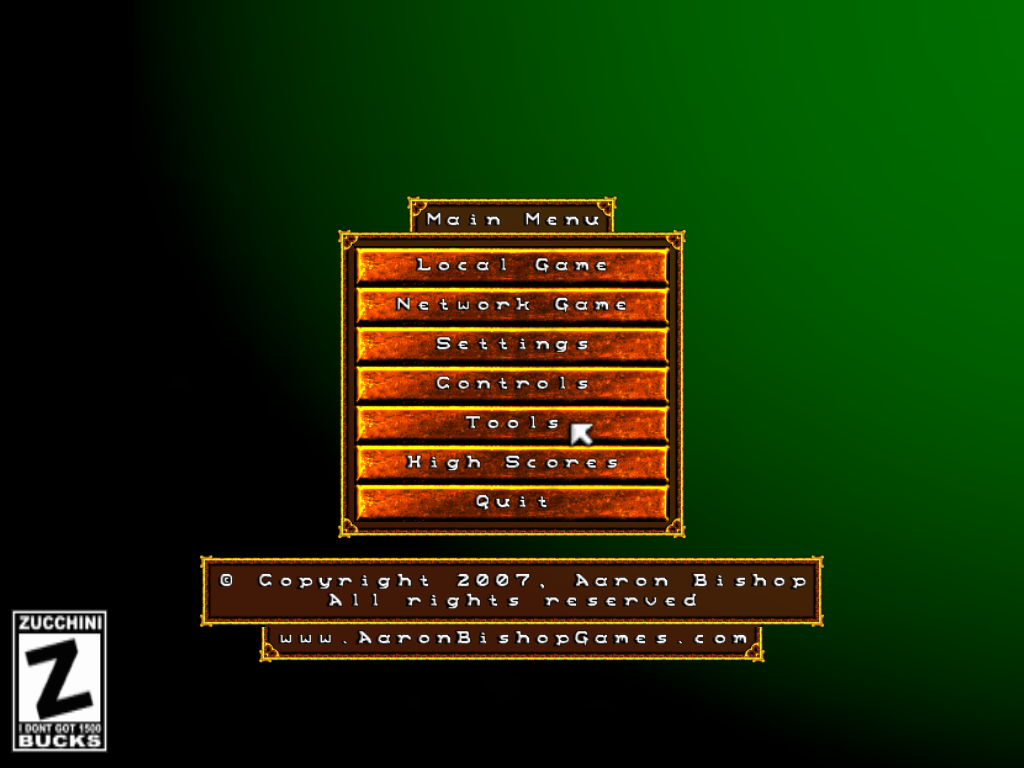 Main Menu
Local Game
Network Game
Settings
Controls
Tools
High Scores
Quit
© Copyright 2007, Aaron Bishop
All rights reserved
www.AaronBishopGames.com
ZUCCHINI
Z
I DONT GOT 1500
BUCKS